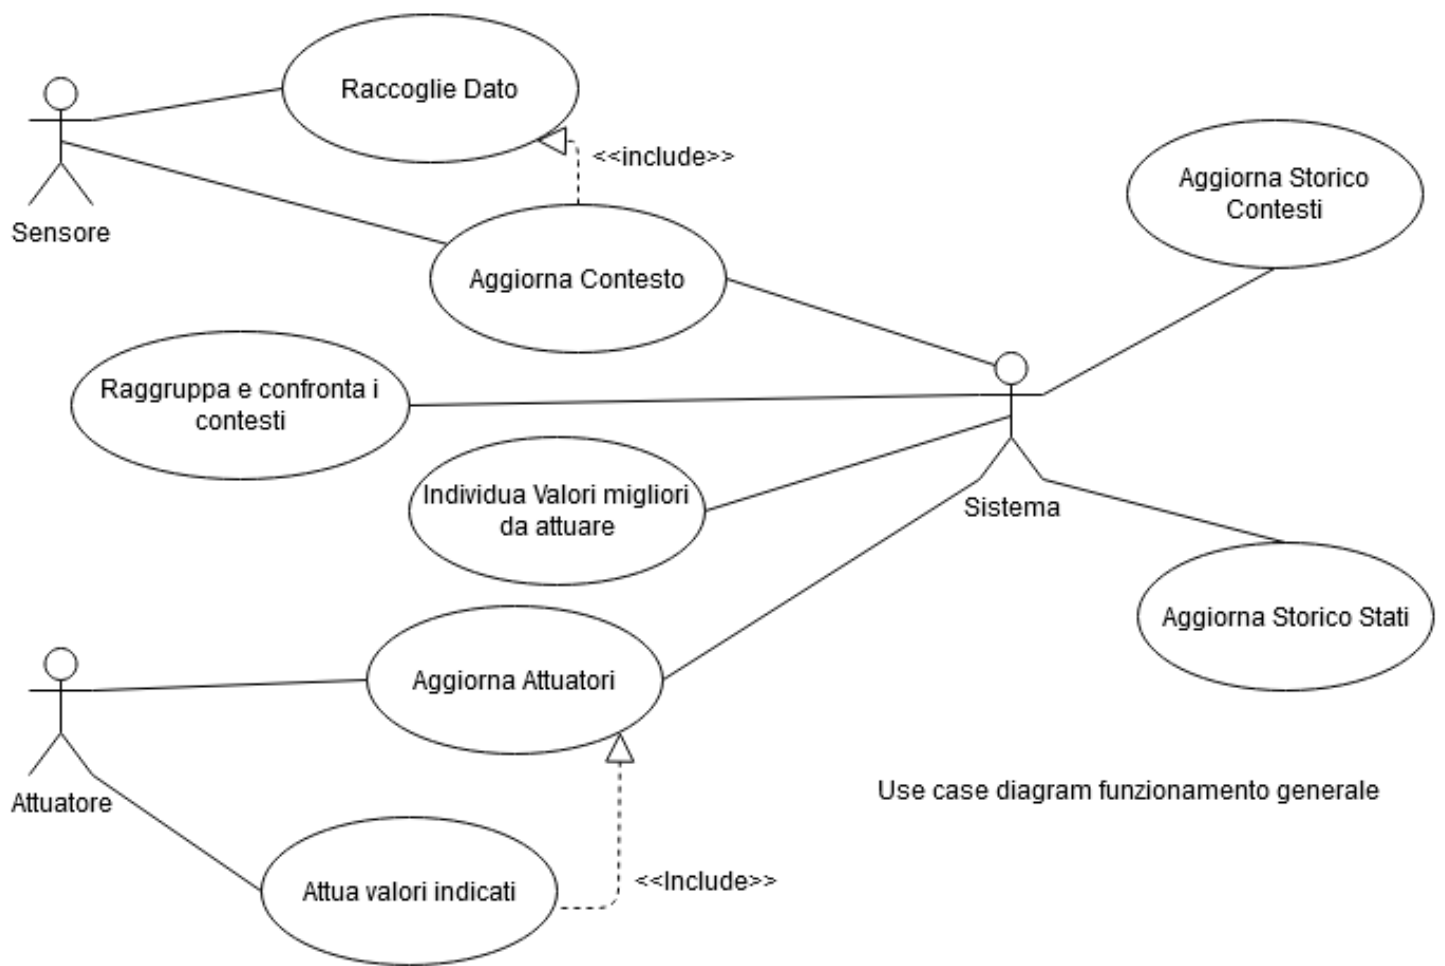 Raccoglie Dato
<<include>>
Sensore
Aggiorna Storico
Contesti
Aggiorna Contesto
Raggruppa e confronta i
contesti
Individua Valori migliori
da attuare
Sistema
Aggiorna Storico Stati
Aggiorna Attuatori
Attuatore
Use case diagram funzionamento generale
Attua valori indicati
<<Include>>